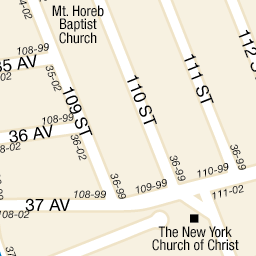 Mt. Horeb
Baptist
Church
108-99
35 AV
108-02
35-02
109 ST
110 ST
111 ST
112 S
108-99
36 AV
108-02
36-02
36-99
36-99
36-99
110-99
111-02
109-99
108-99
37 AV
108-02
The New York
Church of Christ